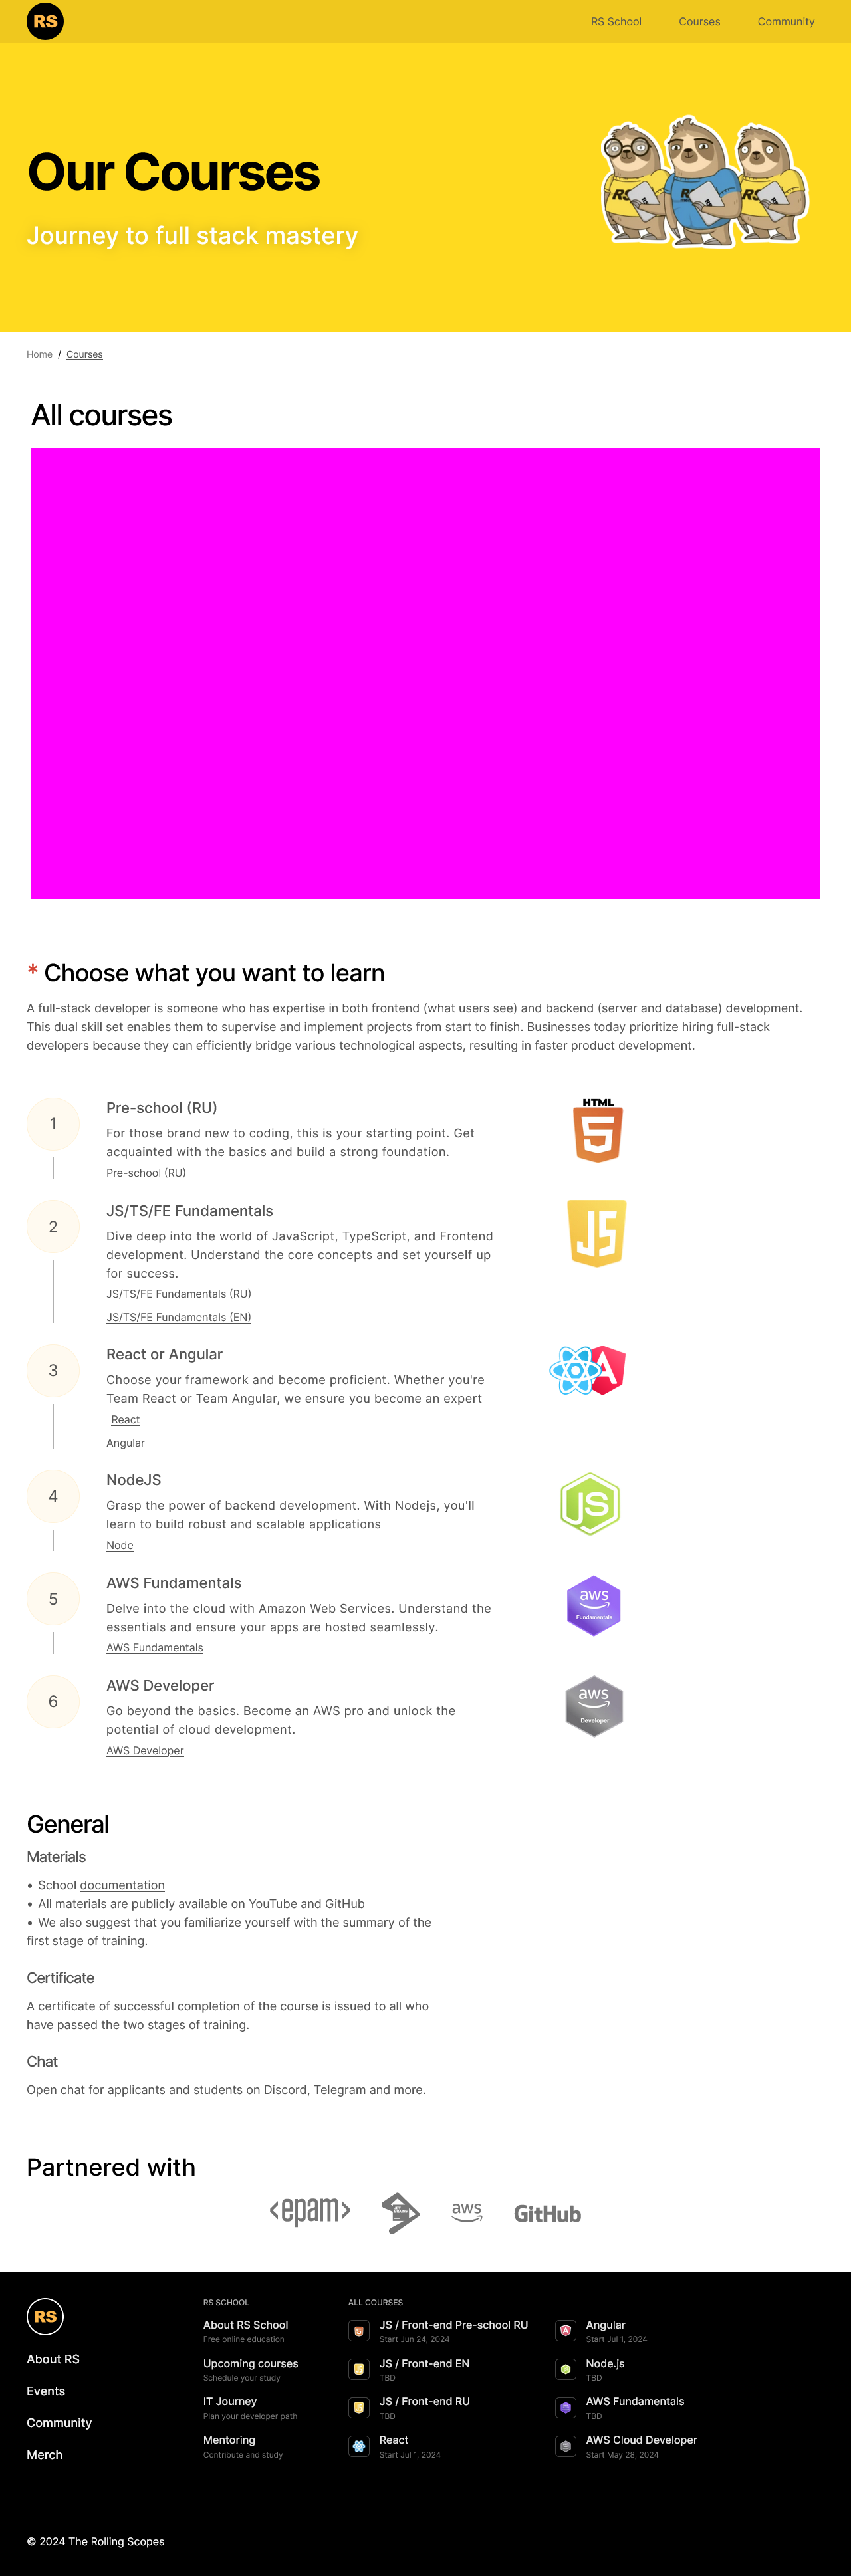 RS
RS School
Courses
Community
Our Courses
Journey to full stack mastery
Home / Courses
All courses
* Choose what you want to learn
A full-stack developer is someone who has expertise in both frontend (what users see) and backend (server and database) development.
This dual skill set enables them to supervise and implement projects from start to finish. Businesses today prioritize hiring full-stack
developers because they can efficiently bridge various technological aspects, resulting in faster product development.
1
Pre-school (RU)
For those brand new to coding, this is your starting point. Get
acquainted with the basics and build a strong foundation.
Pre-school (RU)
HTML
5
2
JS/TS/FE Fundamentals
Dive deep into the world of JavaScript, TypeScript, and Frontend
development. Understand the core concepts and set yourself up
for success.
JS/TS/FE Fundamentals (RU)
JS/TS/FE Fundamentals (EN)
JS
3
React or Angular
Choose your framework and become proficient. Whether you're
Team React or Team Angular, we ensure you become an expert
React
Angular
A
4
NodeJS
Grasp the power of backend development. With Nodejs, you'll
learn to build robust and scalable applications
Node
JS
5
AWS Fundamentals
Delve into the cloud with Amazon Web Services. Understand the
essentials and ensure your apps are hosted seamlessly.
AWS Fundamentals
aws
Fundamentals
6
AWS Developer
Go beyond the basics. Become an AWS pro and unlock the
potential of cloud development.
AWS Developer
aws
Developer
General
Materials
• School documentation
• All materials are publicly available on YouTube and GitHub
• We also suggest that you familiarize yourself with the summary of the
first stage of training.
Certificate
A certificate of successful completion of the course is issued to all who
have passed the two stages of training.
Chat
Open chat for applicants and students on Discord, Telegram and more.
Partnered with
<epam>
aws
GitHub
RS
About RS
Events
Community
Merch
RS SCHOOL
About RS School
Free online education
Upcoming courses
Schedule your study
IT Journey
Plan your developer path
Mentoring
Contribute and study
ALL COURSES
JS / Front-end Pre-school RU
Start Jun 24, 2024
JS / Front-end EN
TBD
JS / Front-end RU
TBD
React
Start Jul 1, 2024
Angular
Start Jul 1, 2024
Node.js
TBD
AWS Fundamentals
TBD
AWS Cloud Developer
Start May 28, 2024
© 2024 The Rolling Scopes